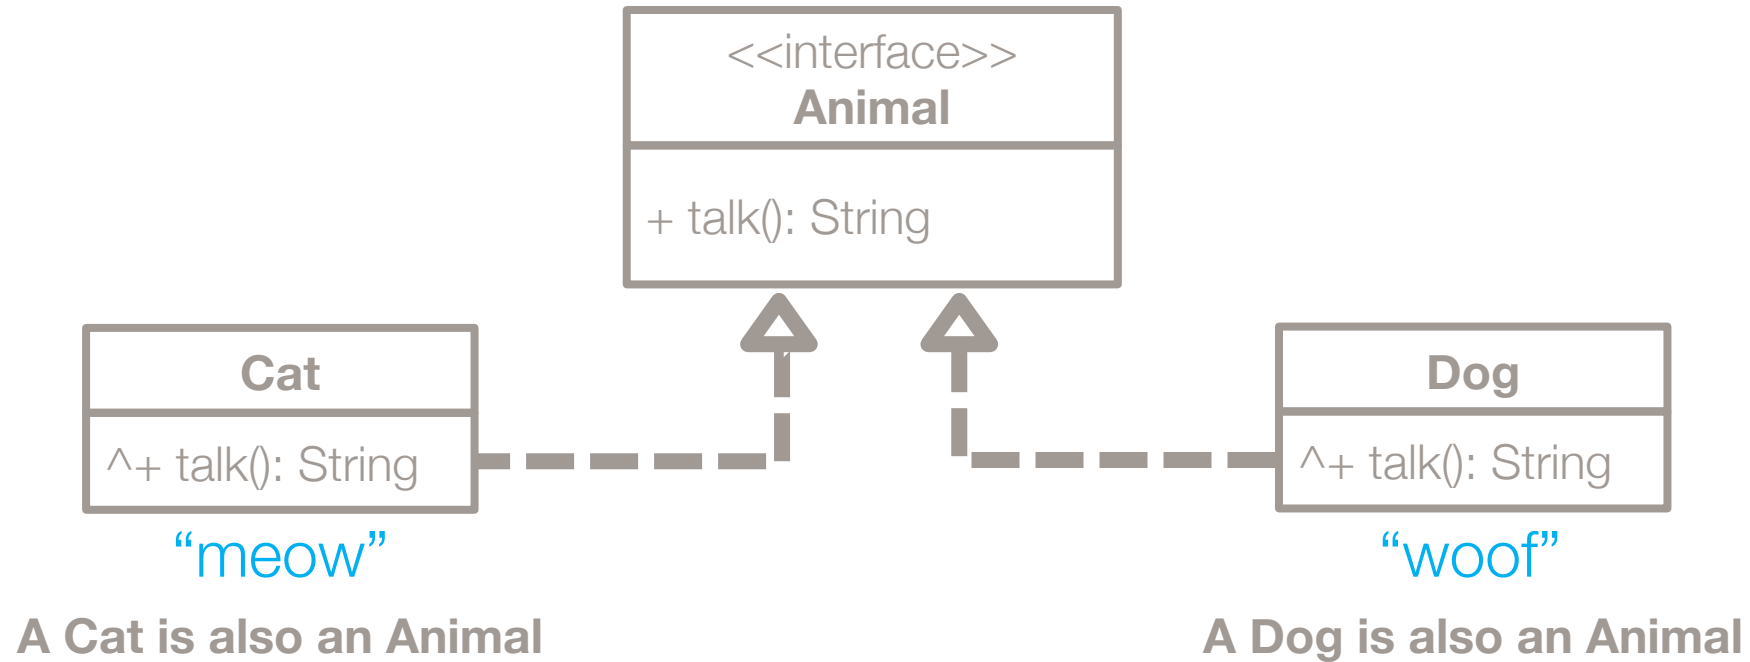 <<interface>>
Animal
+ talk(): String
Cat
^+ talk(): String
“meow”
A Cat is also an Animal
Dog
^+ talk(): String
“woof”
A Dog is also an Animal